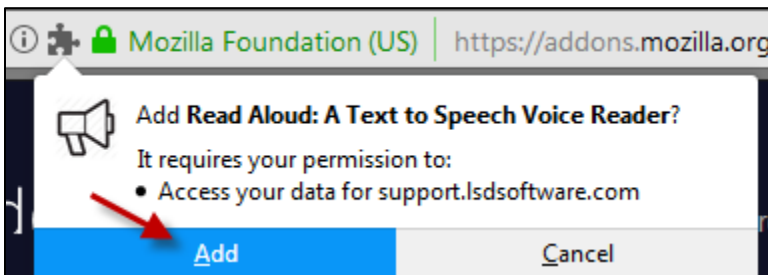 Mozilla Foundation (US) https://addons.mozilla.org
Add Read Aloud: A Text to Speech Voice Reader?
It requires your permission to:
• Access your data for support.lsdsoftware.com
Add Cancel